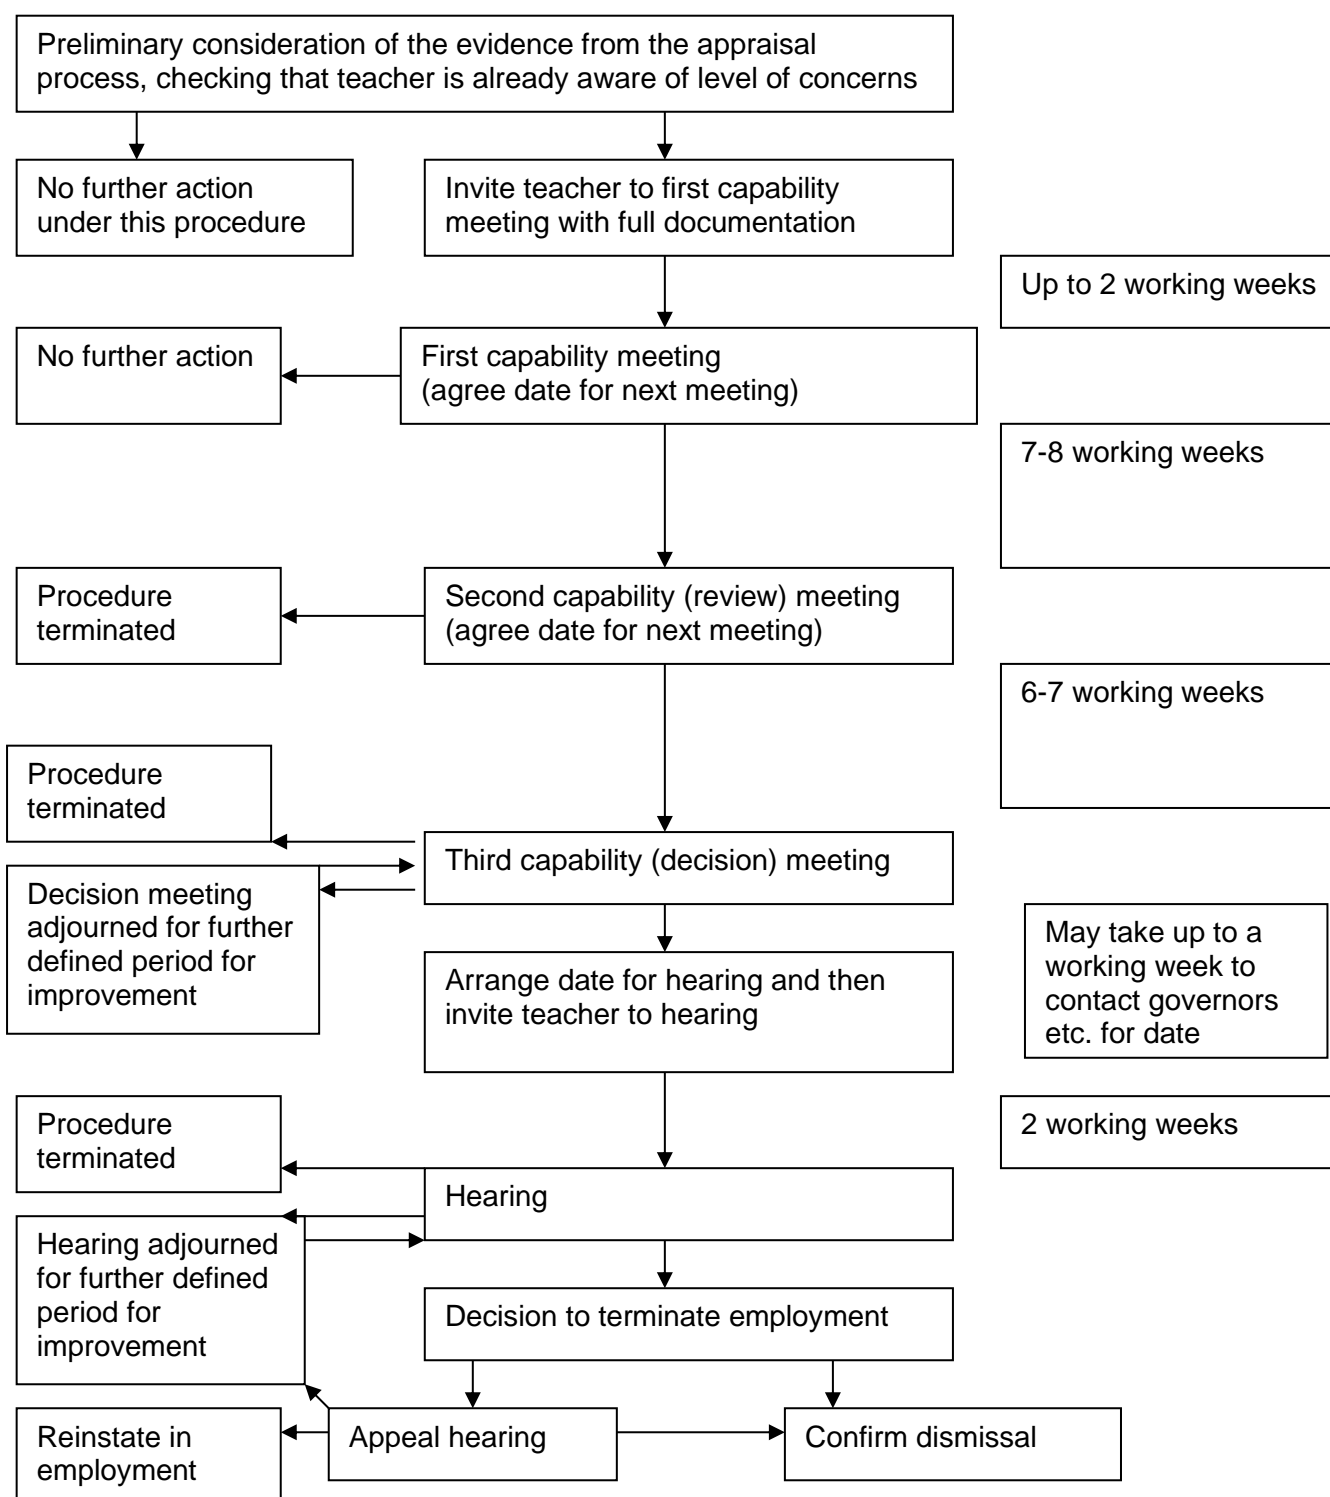 Preliminary consideration of the evidence from the appraisal
process, checking that teacher is already aware of level of concerns
No further action
under this procedure
Invite teacher to first capability
meeting with full documentation
Up to 2 working weeks
No further action
First capability meeting
(agree date for next meeting)
7-8 working weeks
Procedure
terminated
Second capability (review) meeting
(agree date for next meeting)
6-7 working weeks
Procedure
terminated
Third capability (decision) meeting
Decision meeting
adjourned for further
defined period for
improvement
Arrange date for hearing and then
invite teacher to hearing
May take up to a
working week to
contact governors
etc. for date
Procedure
terminated
2 working weeks
Hearing
Hearing adjourned
for further defined
period for
improvement
Decision to terminate employment
Reinstate in
employment
Appeal hearing
Confirm dismissal